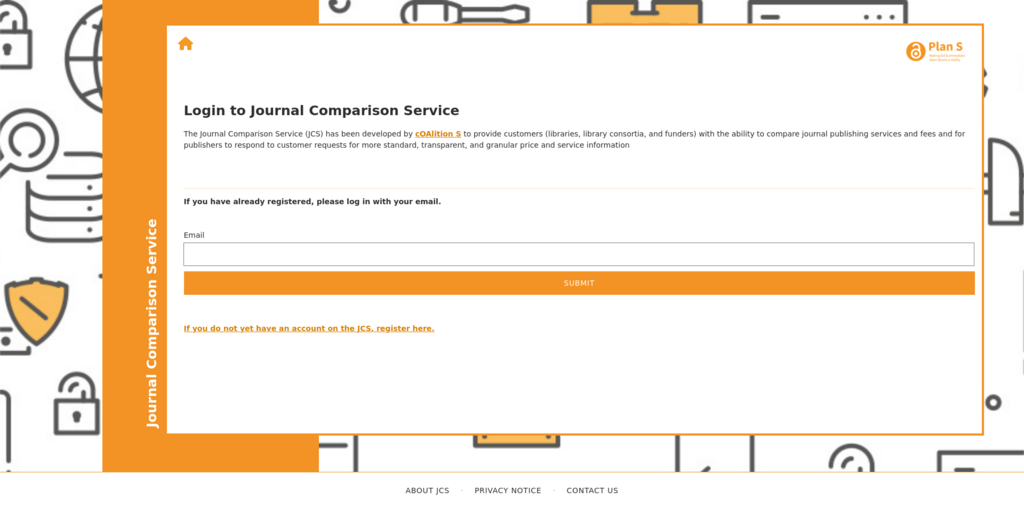 Plan S
Login to Journal Comparison Service
The Journal Comparison Service (JCS) has been developed by cOAlition S to provide customers (libraries, library consortia, and funders) with the ability to compare journal publishing services and fees and for
publishers to respond to customer requests for more standard, transparent, and granular price and service information
If you have already registered, please log in with your email.
Email
SUBMIT
If you do not yet have an account on the JCS, register here.
Journal Comparison Service
ABOUT JCS · PRIVACY NOTICE · CONTACT US